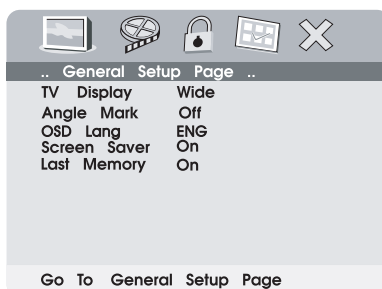 .. General Setup Page ..
TV Display Wide
Angle Mark Off
OSD Lang ENG
Screen Saver On
Last Memory On
Go To General Setup Page